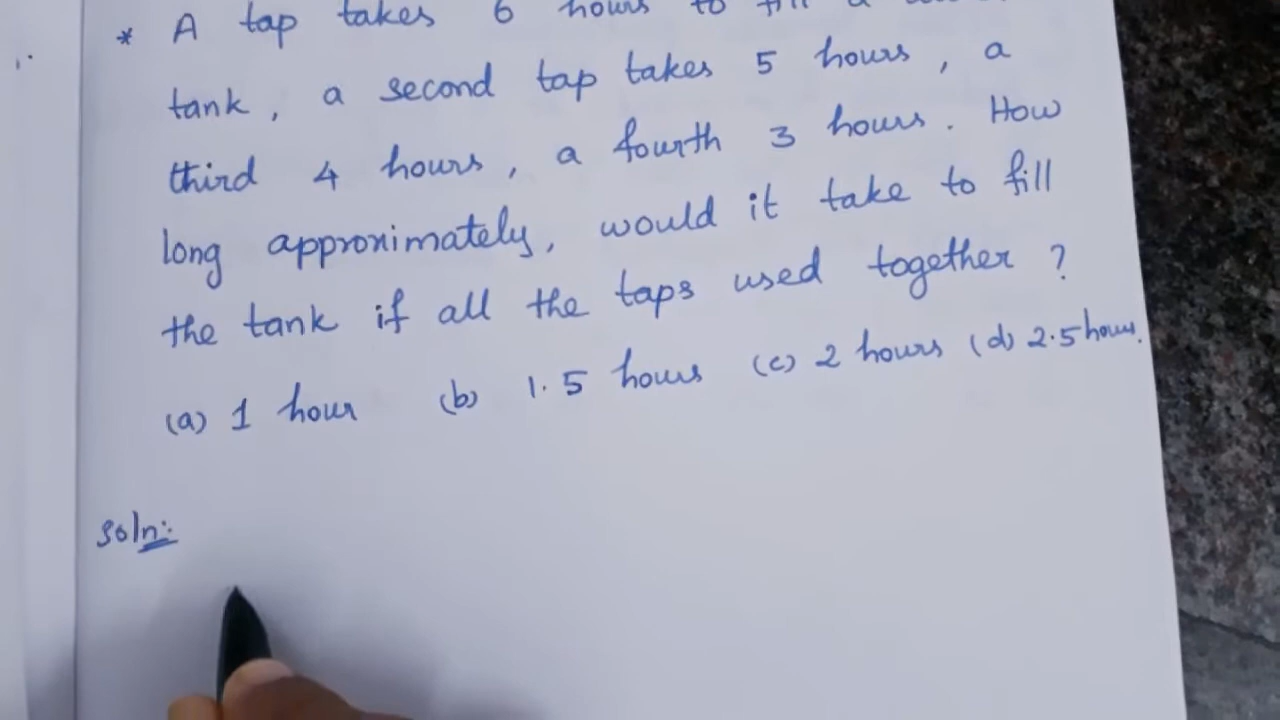 * A tap takes 6 hours to fill a
tank, a second tap takes 5 hours, a
third 4 hours, a fourth 3 hours. How
long approximately, would it take to fill
the tank if all the taps used together?
(a) 1 hour (b) 1.5 hours (c) 2 hours (d) 2.5 hours.
Soln: